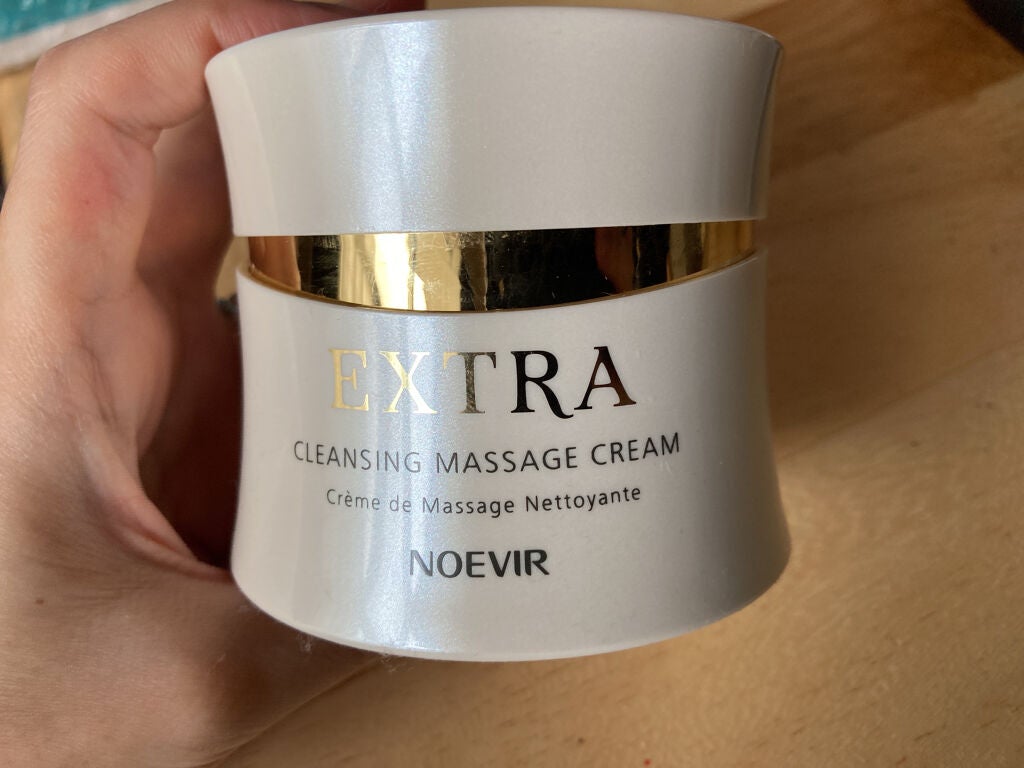 EXTRA
CLEANSING MASSAGE CREAM
Crème de Massage Nettoyante
NOEVIR